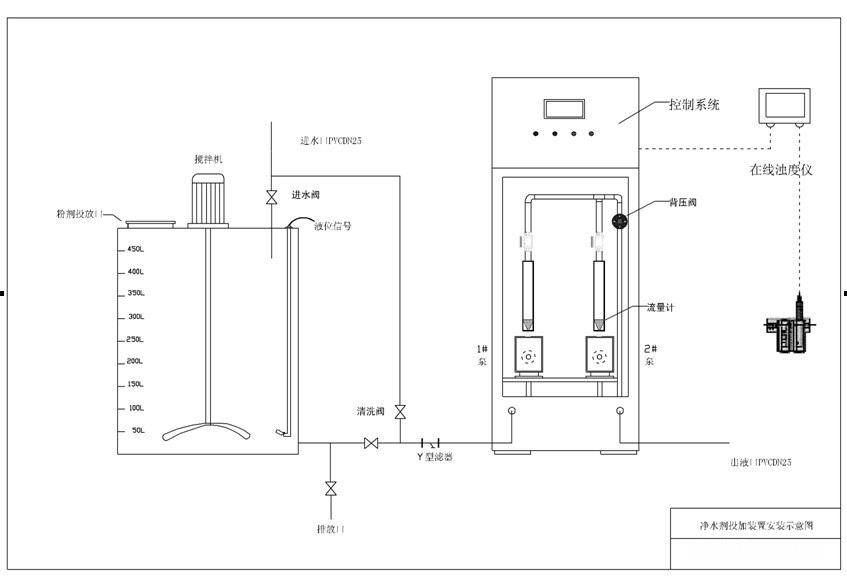 控制系统
进水口PVCDN25
搅拌机
在线浊度仪
进水阀
背压阀
粉剂投放口
液位信号
450L
400L
350L
300L
250L
200L
150L
100L
50L
流量计
1#
泵
2#
泵
清洗阀
Y型滤器
出液口PVCDN25
排放口
净水剂投加装置安装示意图